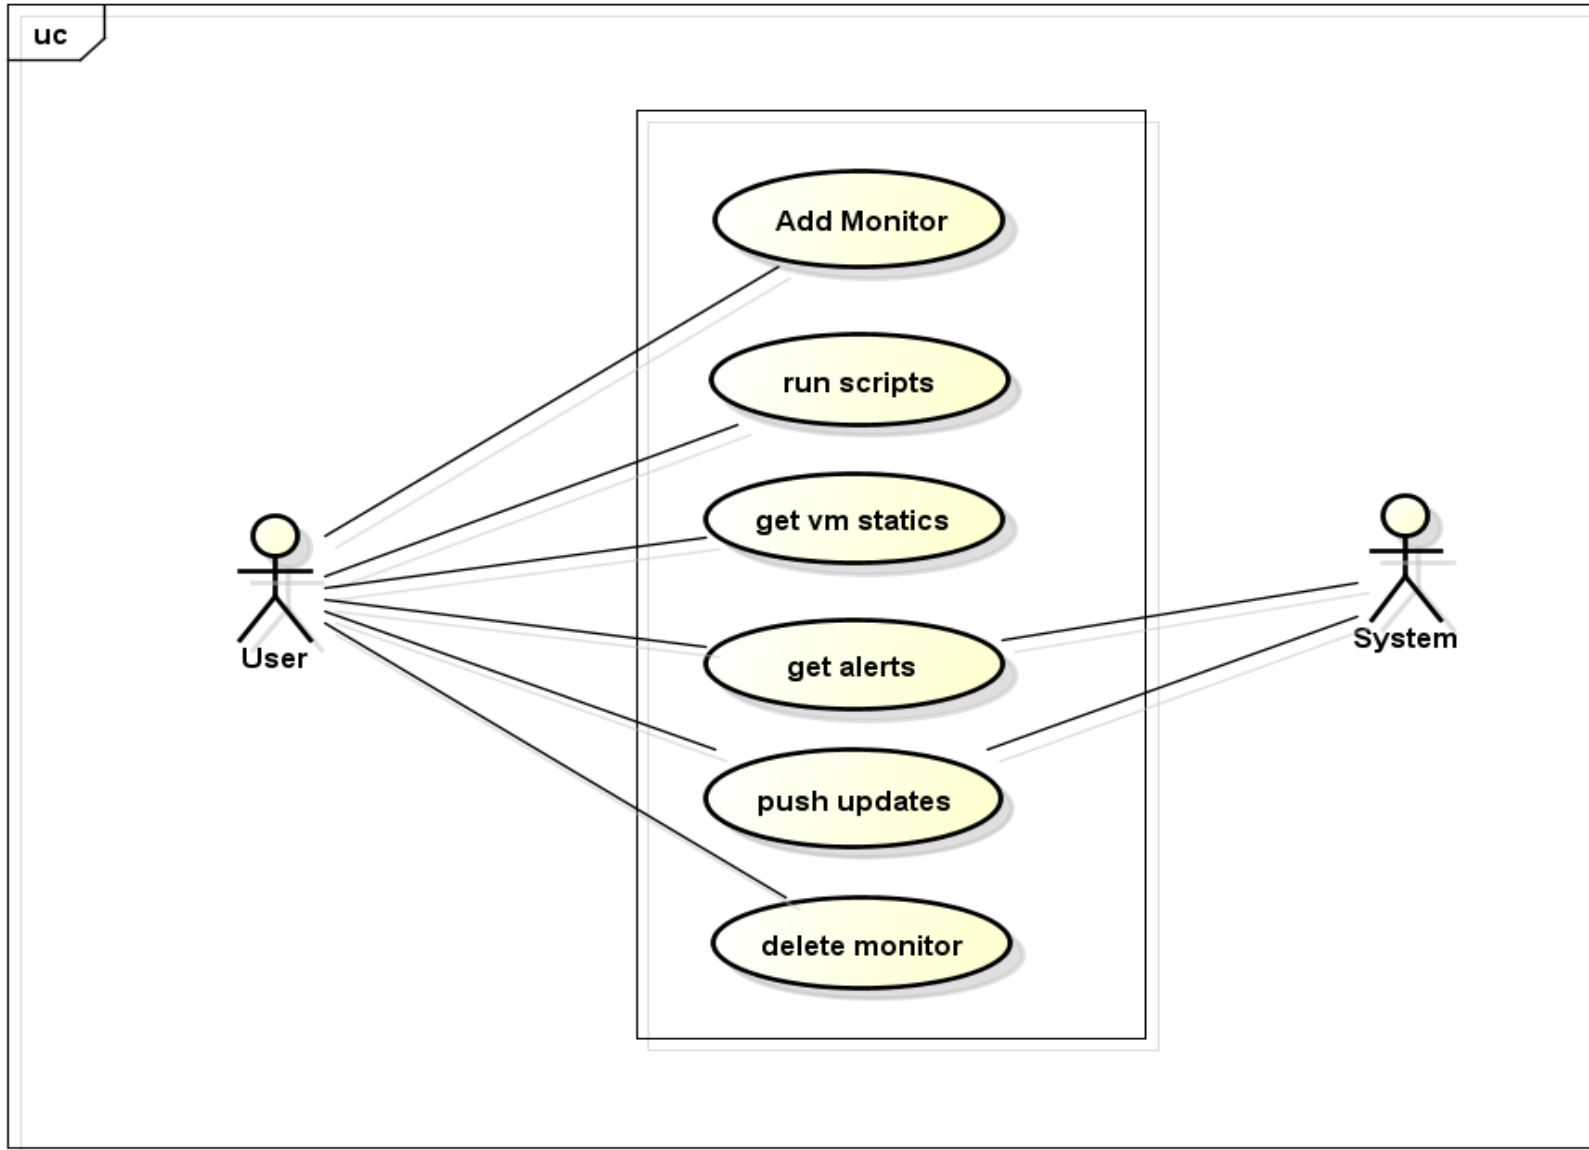 uc
Add Monitor
run scripts
get vm statics
get alerts
push updates
delete monitor
User
System